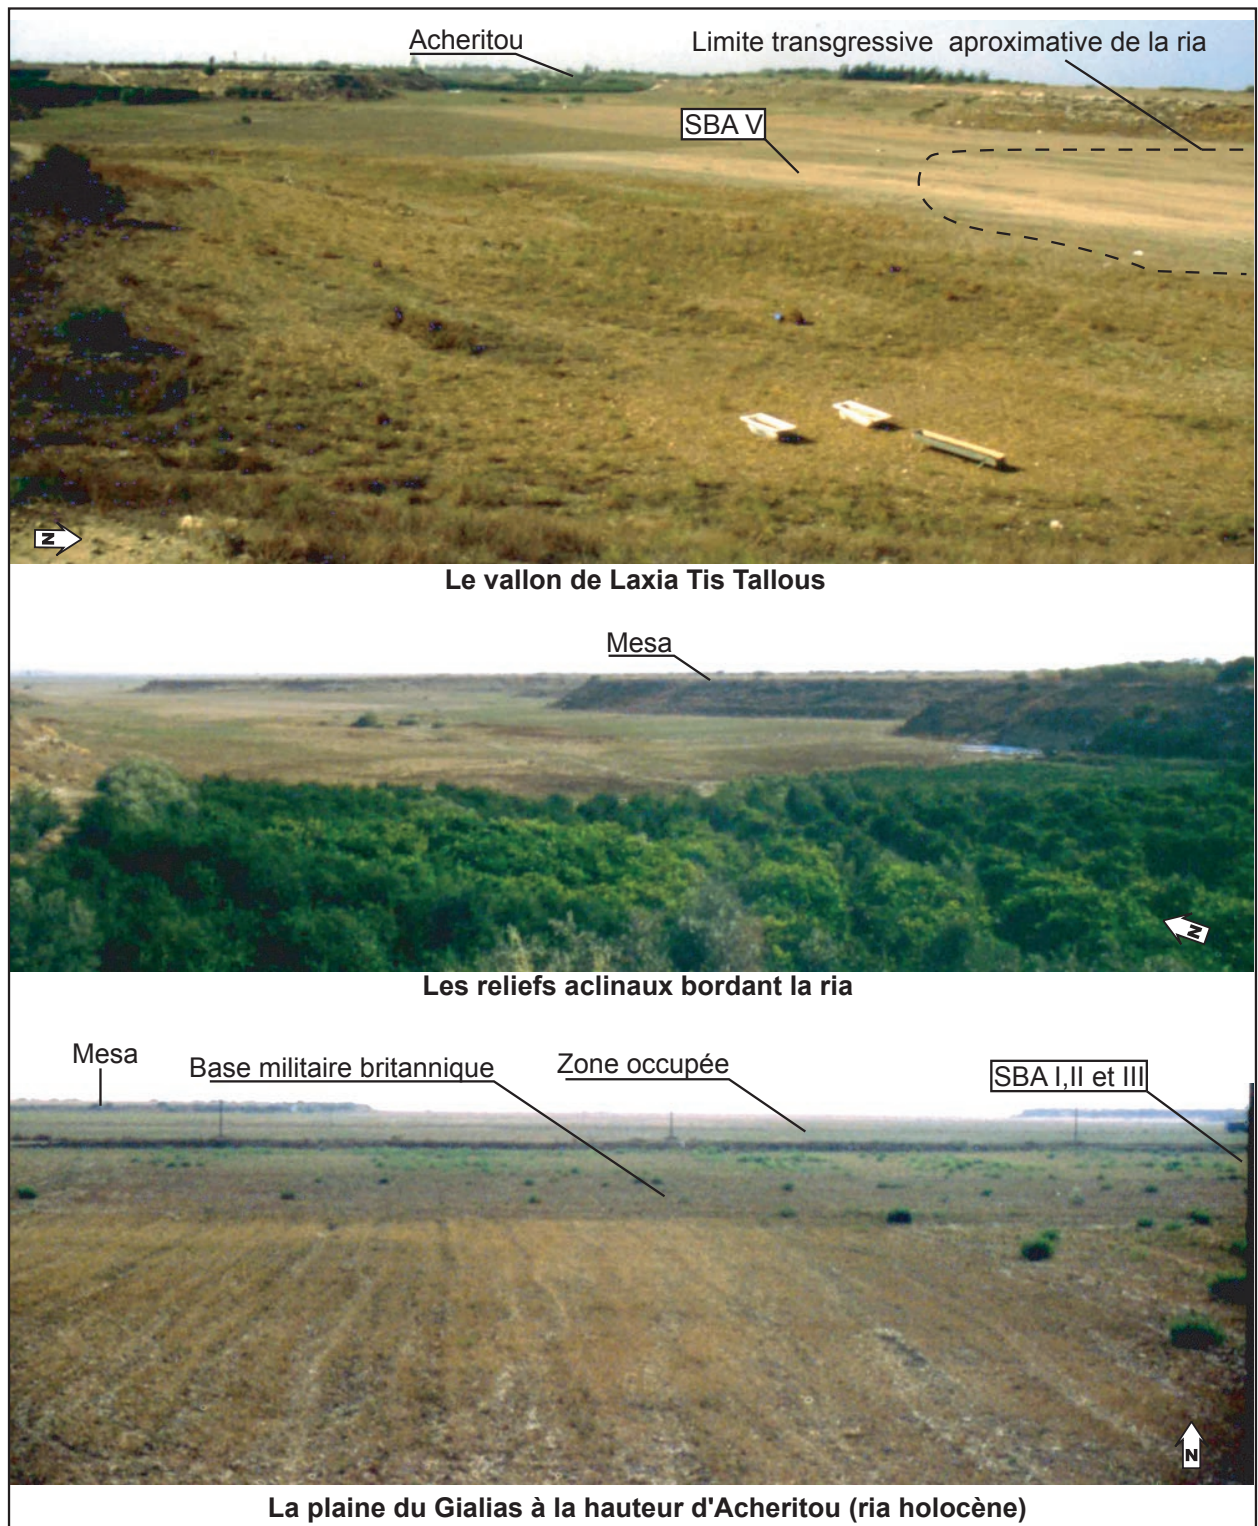 Acheritou
Limite transgressive aproximative de la ria
SBA V
N
Le vallon de Laxia Tis Tallous
Mesa
N
Les reliefs aclinaux bordant la ria
Mesa
Base militaire britannique
Zone occupée
SBA I,II et III
N
La plaine du Gialias à la hauteur d'Acheritou (ria holocène)